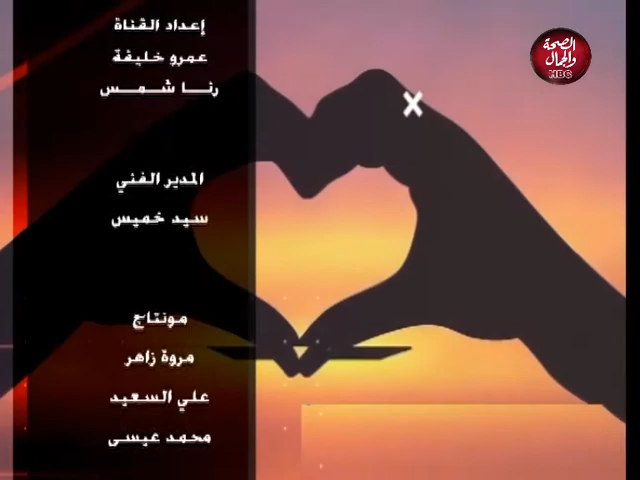 إعداد القناة
عمرو خليفة
رنا شمس
المدير الفني
سيد خميس
مونتاج
مروة زاهر
علي السعيد
محمد عيسى
الصحة
والجمال
HBC
×